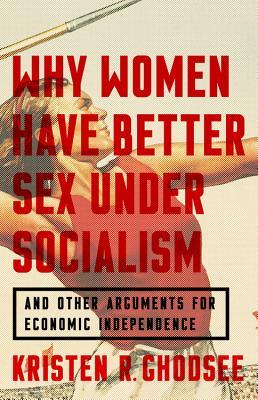 WHY WOMEN
HAVE BETTER
SEX UNDER
SOCIALISM
AND OTHER ARGUMENTS FOR
ECONOMIC INDEPENDENCE
KRISTEN R. GHODSEE